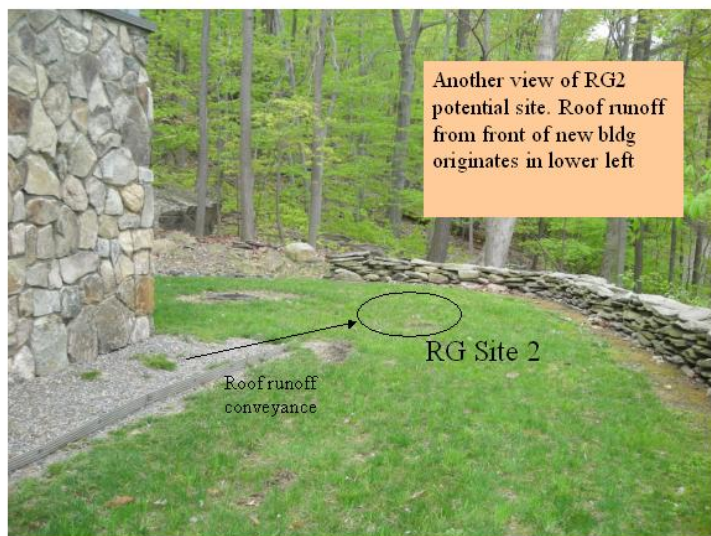 Another view of RG2
potential site. Roof runoff
from front of new bldg
originates in lower left
RG Site 2
Roof runoff
conveyance